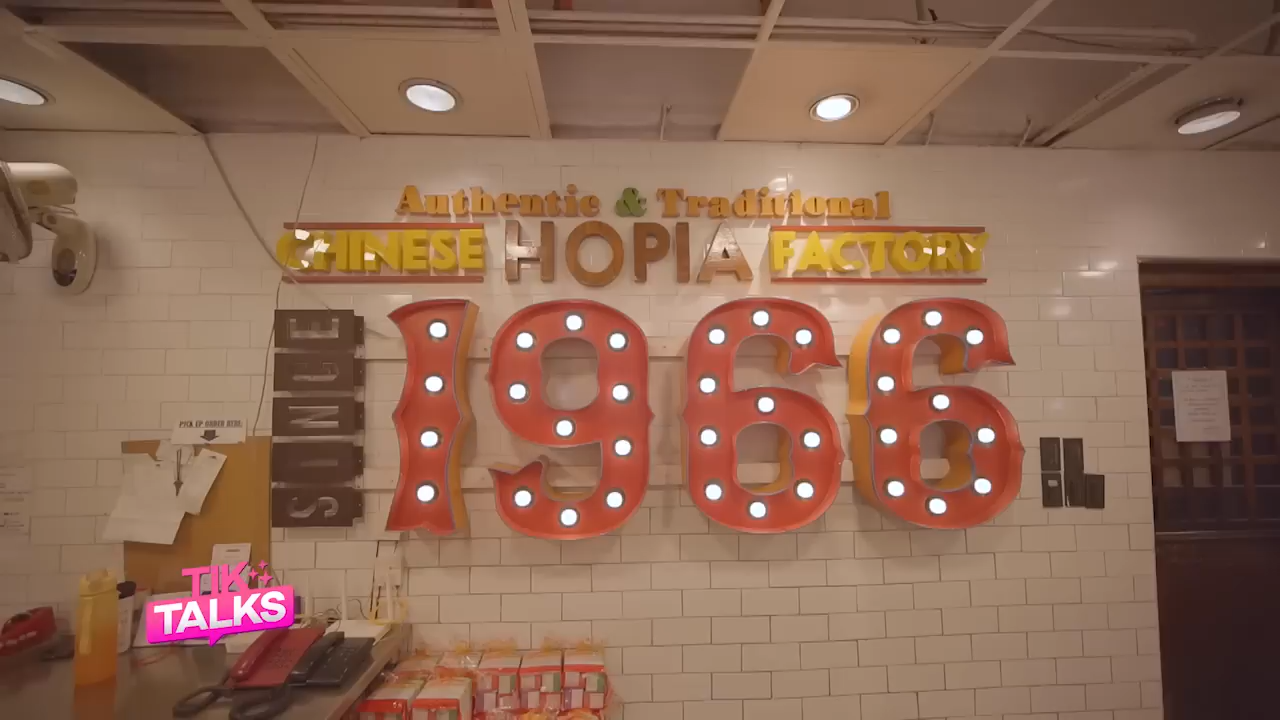 Authentic & Traditional
CHINESE HOPIA FACTORY
SINCE
1966
PICK UP ORDER HERE
TIK
TALKS